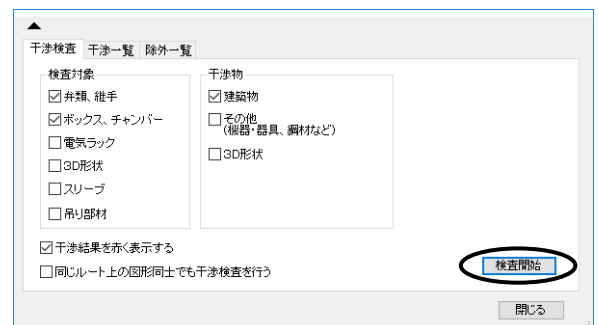 干渉検査 干渉一覧 除外一覧
検査対象
弁類、継手
ボックス、チャンバー
電気ラック
3D形状
スリーブ
吊り部材
干渉物
建築物
その他
(機器・器具、鋼材など)
3D形状
干渉結果を赤く表示する
同じルート上の図形同士でも干渉検査を行う
検査開始
閉じる